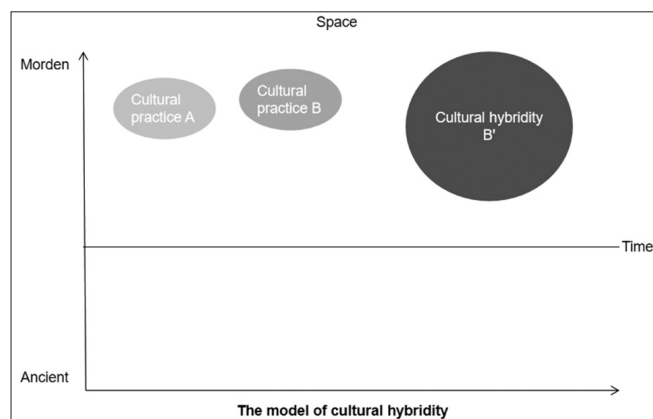 Space
Morden
Cultural
practice A
Cultural
practice B
Cultural hybridity
B'
Time
Ancient
The model of cultural hybridity